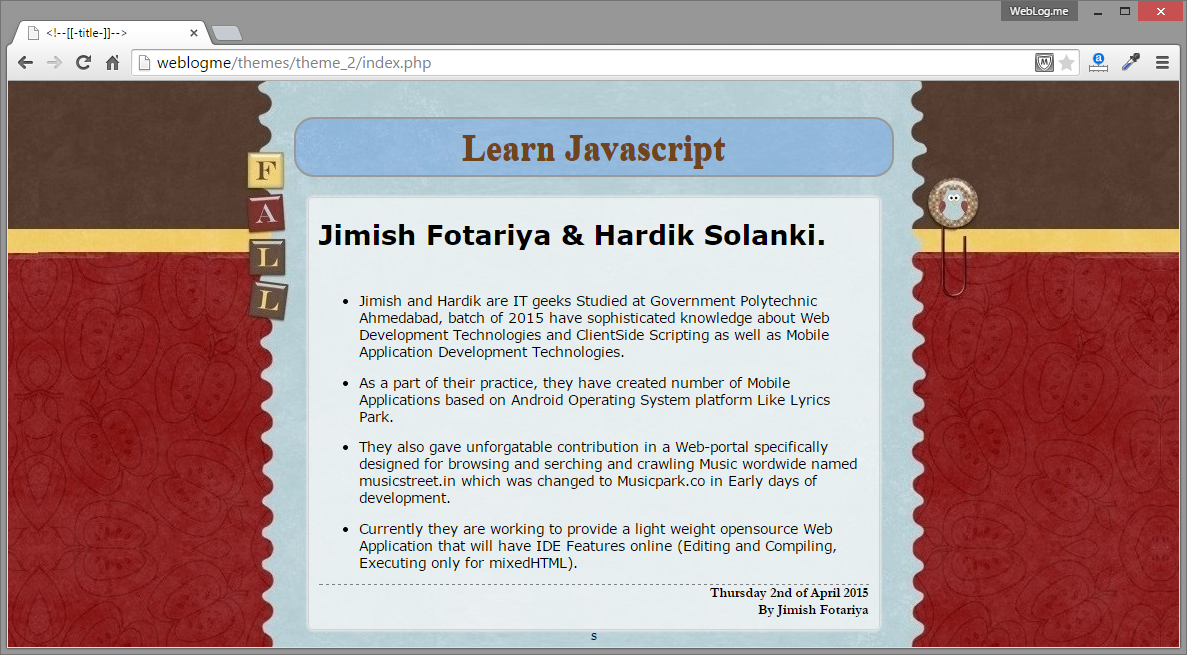 WebLog.me
<!--[[-title-]]-->
weblogme/themes/theme_2/index.php
a
Learn Javascript
F
A
L
L
Jimish Fotariya & Hardik Solanki.
• Jimish and Hardik are IT geeks Studied at Government Polytechnic
Ahmedabad, batch of 2015 have sophisticated knowledge about Web
Development Technologies and ClientSide Scripting as well as Mobile
Application Development Technologies.
• As a part of their practice, they have created number of Mobile
Applications based on Android Operating System platform Like Lyrics
Park.
• They also gave unforgatable contribution in a Web-portal specifically
designed for browsing and serching and crawling Music wordwide named
musicstreet.in which was changed to Musicpark.co in Early days of
development.
• Currently they are working to provide a light weight opensource Web
Application that will have IDE Features online (Editing and Compiling,
Executing only for mixedHTML).
Thursday 2nd of April 2015
By Jimish Fotariya
s